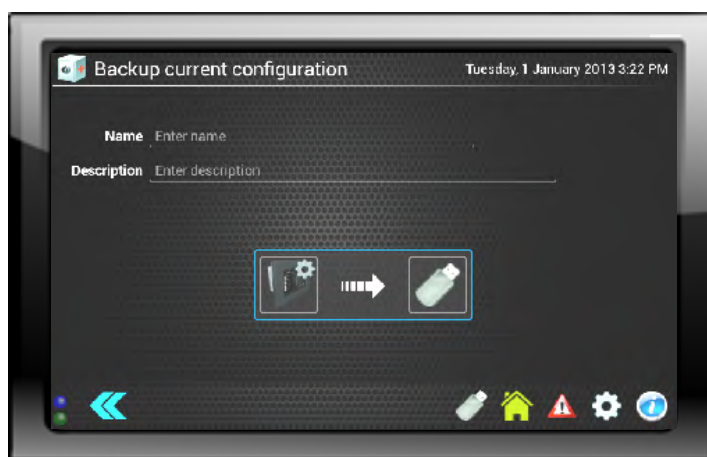 Backup current configuration
Tuesday, 1 January 2013 3:22 PM
Name Enter name
Description Enter description